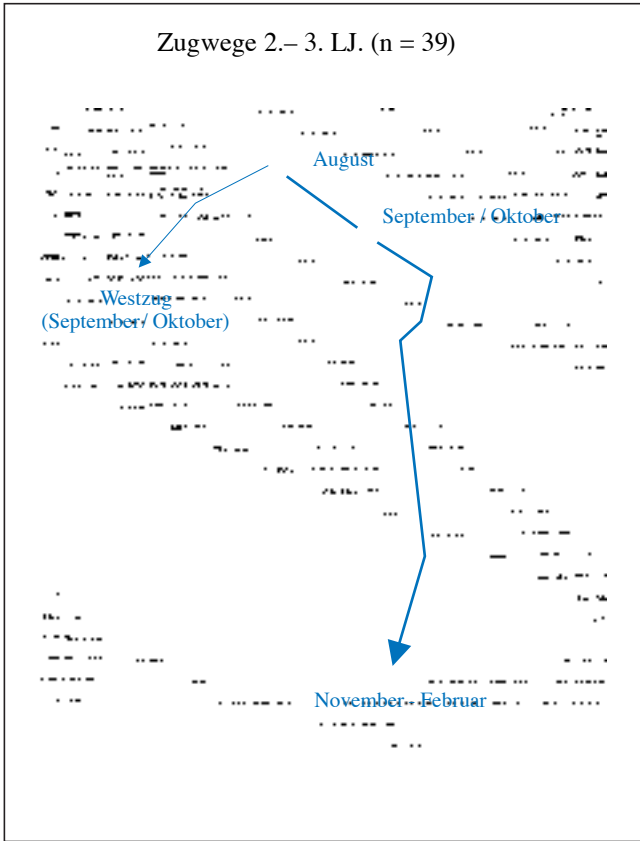 Zugwege 2.– 3. LJ. (n = 39)
August
September / Oktober
Westzug
(September/ Oktober)
November - Februar